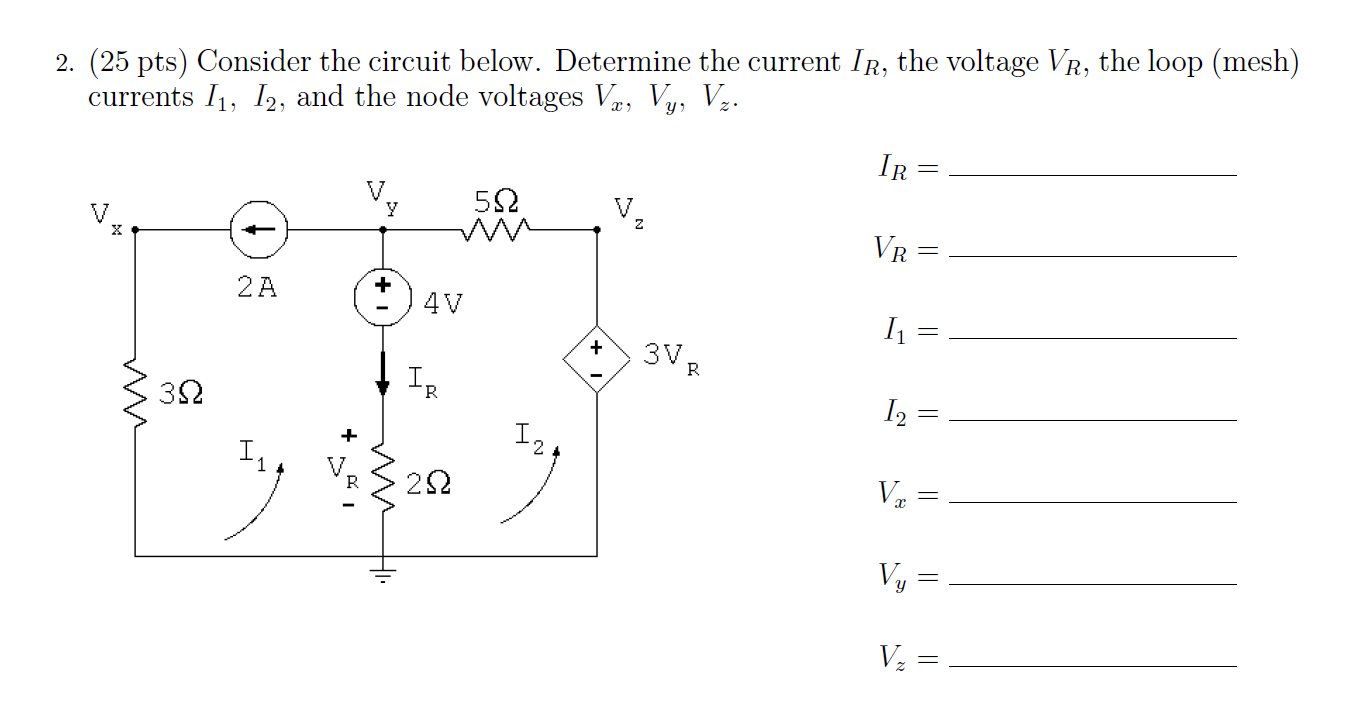 2. (25 pts) Consider the circuit below. Determine the current I_R, the voltage V_R, the loop (mesh)
currents I_1, I_2, and the node voltages V_x, V_y, V_z.
I_R =
V_R =
I_1 =
I_2 =
V_x =
V_y =
V_z =
V_x
2A
V_y
5Ω
V_z
+
-
4V
+
-
3V_R
3Ω
I_R
I_1
+
V_R
-
2Ω
I_2